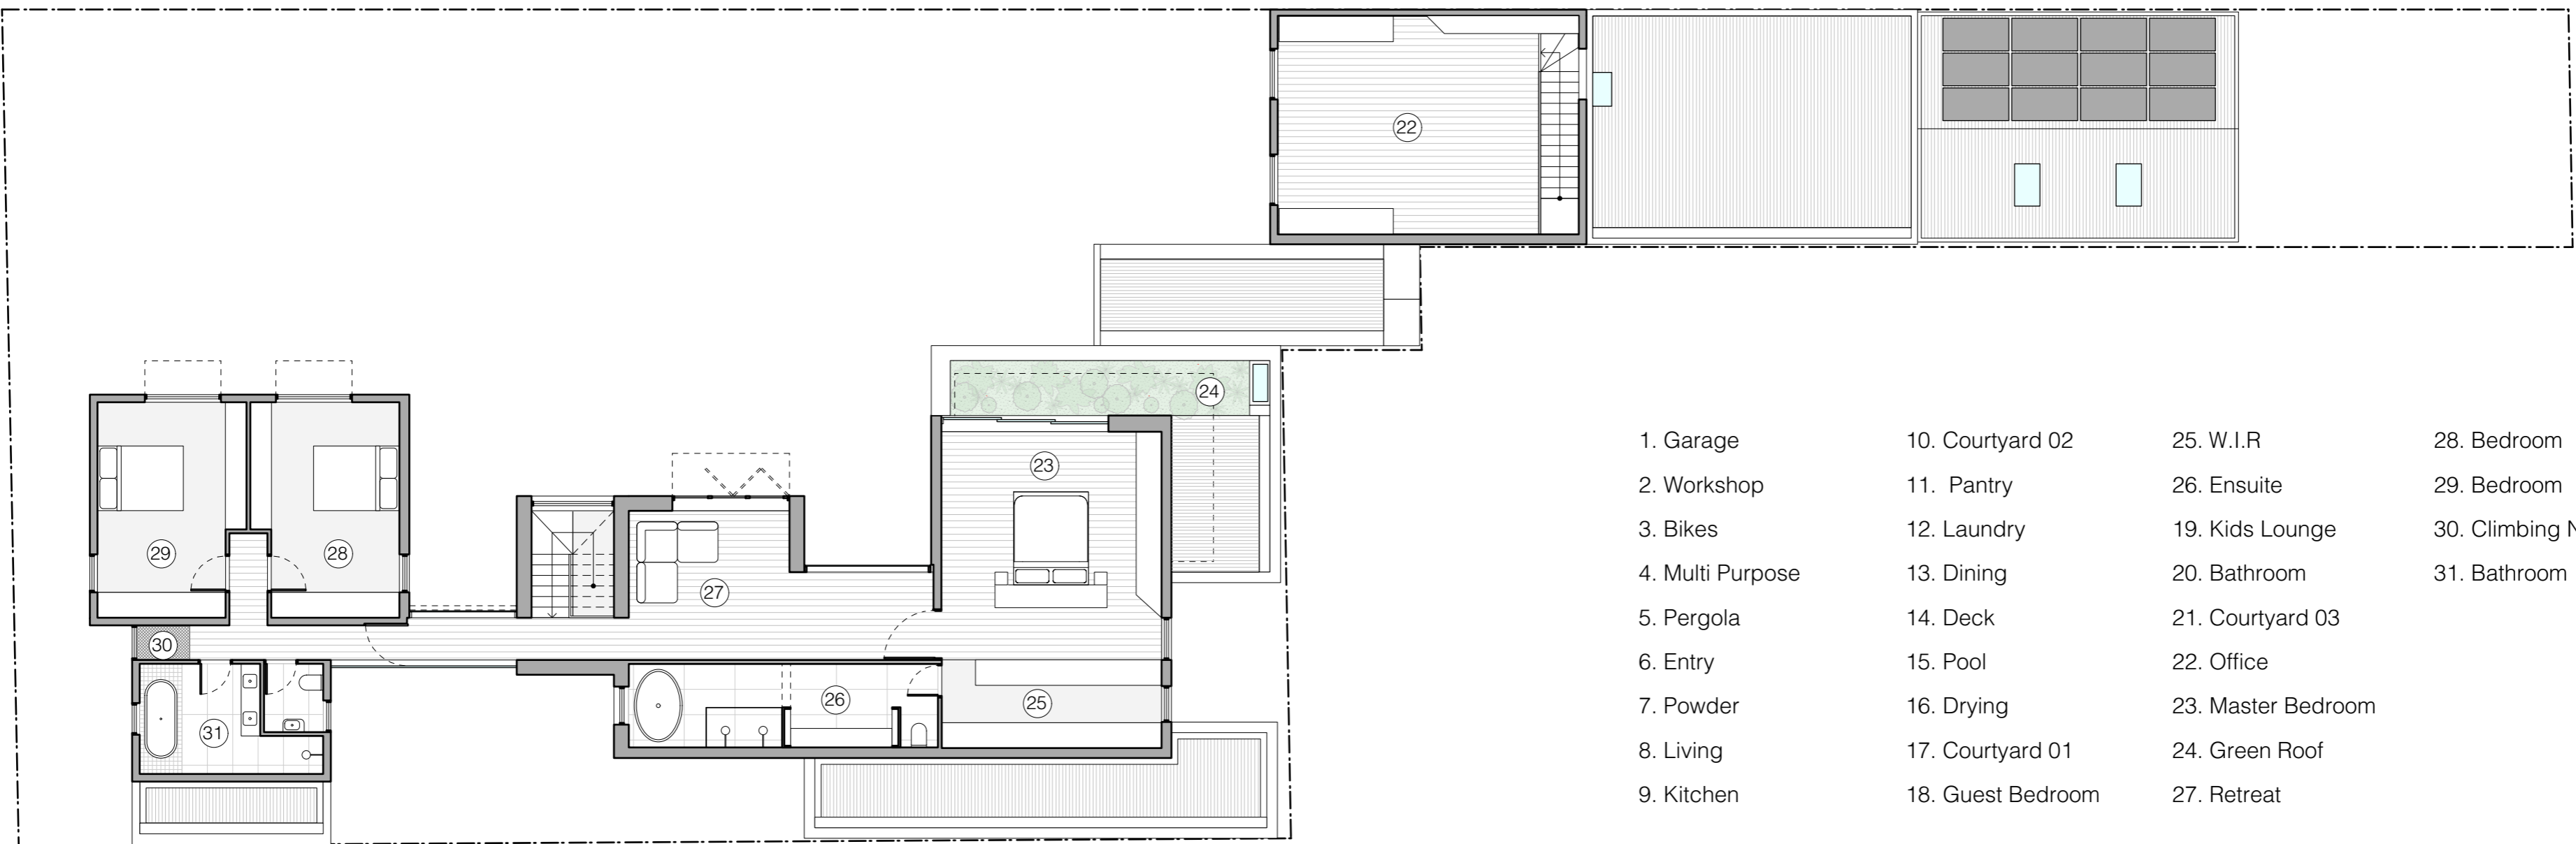 22
24
23
29
28
27
30
26
25
31
1. Garage
2. Workshop
3. Bikes
4. Multi Purpose
5. Pergola
6. Entry
7. Powder
8. Living
9. Kitchen
10. Courtyard 02
11. Pantry
12. Laundry
13. Dining
14. Deck
15. Pool
16. Drying
17. Courtyard 01
18. Guest Bedroom
25. W.I.R
26. Ensuite
19. Kids Lounge
20. Bathroom
21. Courtyard 03
22. Office
23. Master Bedroom
24. Green Roof
27. Retreat
28. Bedroom
29. Bedroom
30. Climbing N
31. Bathroom